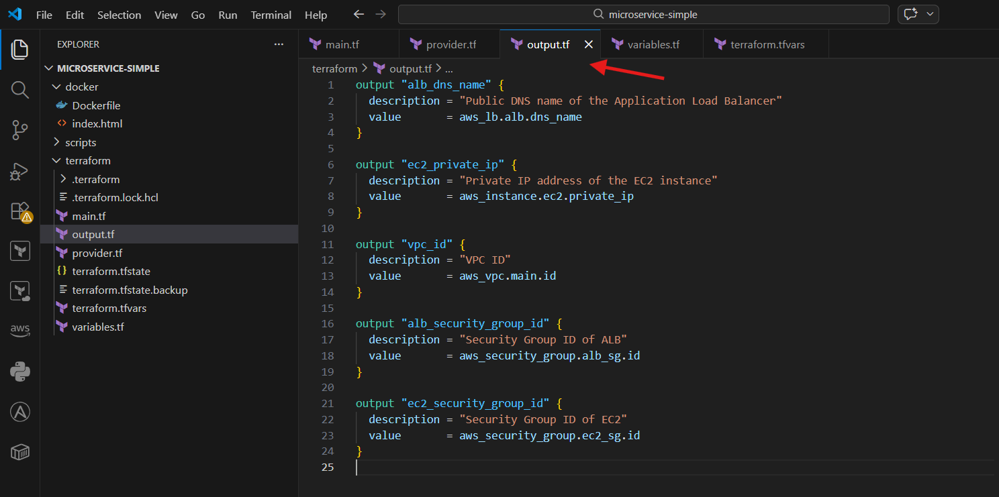 File Edit Selection View Go Run Terminal Help
microservice-simple
EXPLORER
MICROSERVICE-SIMPLE
docker
Dockerfile
index.html
scripts
terraform
.terraform
.terraform.lock.hcl
main.tf
output.tf
provider.tf
terraform.tfstate
terraform.tfstate.backup
terraform.tfvars
variables.tf
aws
main.tf provider.tf output.tf variables.tf terraform.tfvars
terraform > output.tf > ...
1 output "alb_dns_name" {
2 description = "Public DNS name of the Application Load Balancer"
3 value = aws_lb.alb.dns_name
4 }
5
6 output "ec2_private_ip" {
7 description = "Private IP address of the EC2 instance"
8 value = aws_instance.ec2.private_ip
9 }
10
11 output "vpc_id" {
12 description = "VPC ID"
13 value = aws_vpc.main.id
14 }
15
16 output "alb_security_group_id" {
17 description = "Security Group ID of ALB"
18 value = aws_security_group.alb_sg.id
19 }
20
21 output "ec2_security_group_id" {
22 description = "Security Group ID of EC2"
23 value = aws_security_group.ec2_sg.id
24 }
25